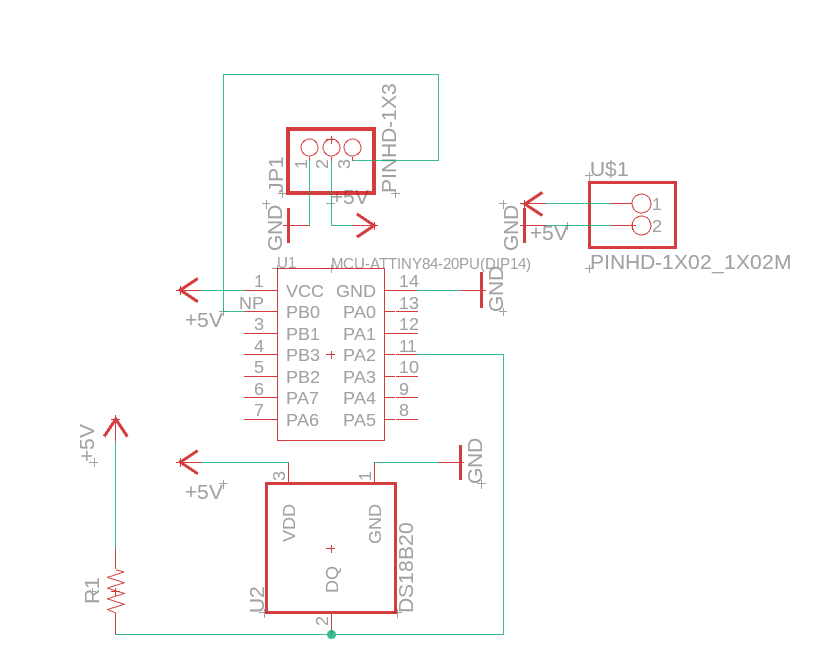 JP1
1
2
3
PINHD-1X3
GND
+5V
U$1
1
2
GND
+5V
PINHD-1X02_1X02M
U1
MCU-ATTINY84-20PU(DIP14)
1 VCC GND 14
NP PB0 PA0 13
3 PB1 PA1 12
4 PB3 PA2 11
5 PB2 PA3 10
6 PA7 PA4 9
7 PA6 PA5 8
+5V
GND
+5V
+5V
GND
3
1
VDD
GND
DQ
2
U2
DS18B20
R1